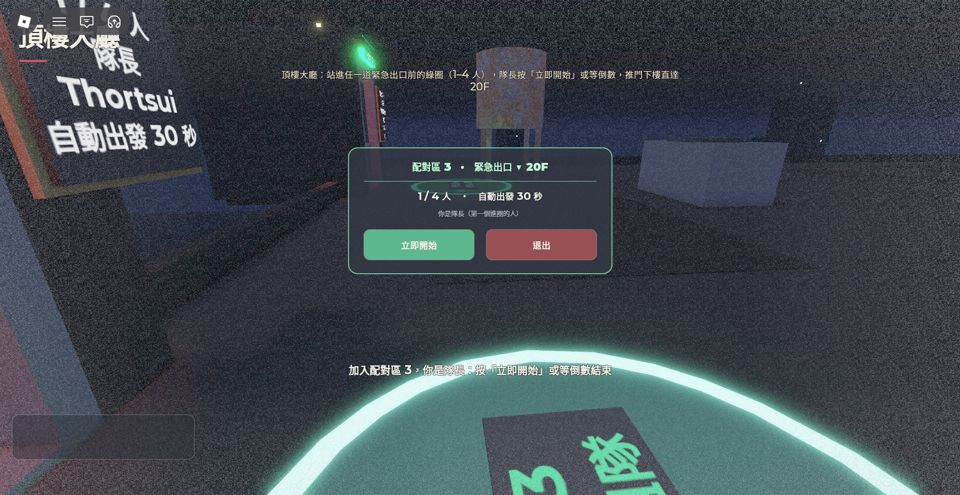 頂樓大廳
人
隊長
Thortsui
自動出發 30 秒
頂樓大廳：站進任一道緊急出口前的綠圈（1–4 人），隊長按「立即開始」或等倒數，推門下樓直達
20F
配對區 3 • 緊急出口 ▼ 20F
1 / 4 人 • 自動出發 30 秒
你是隊長（第一個進圈的人）
立即開始
退出
加入配對區 3，你是隊長：按「立即開始」或等倒數結束
3
隊